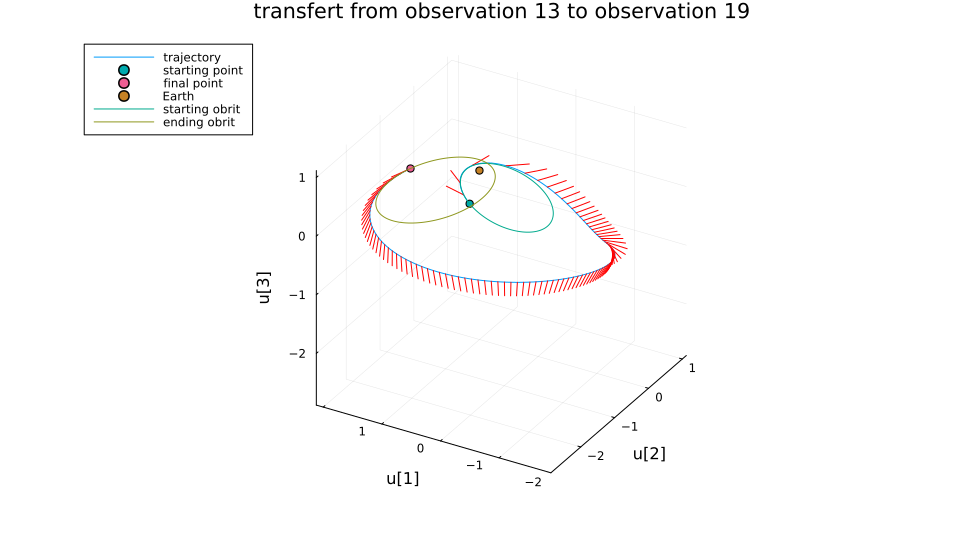 transfert from observation 13 to observation 19
trajectory
starting point
final point
Earth
starting obrit
ending obrit
1
0
−1
−2
u[3]
1
0
−1
−2
u[1]
1
0
−1
−2
u[2]